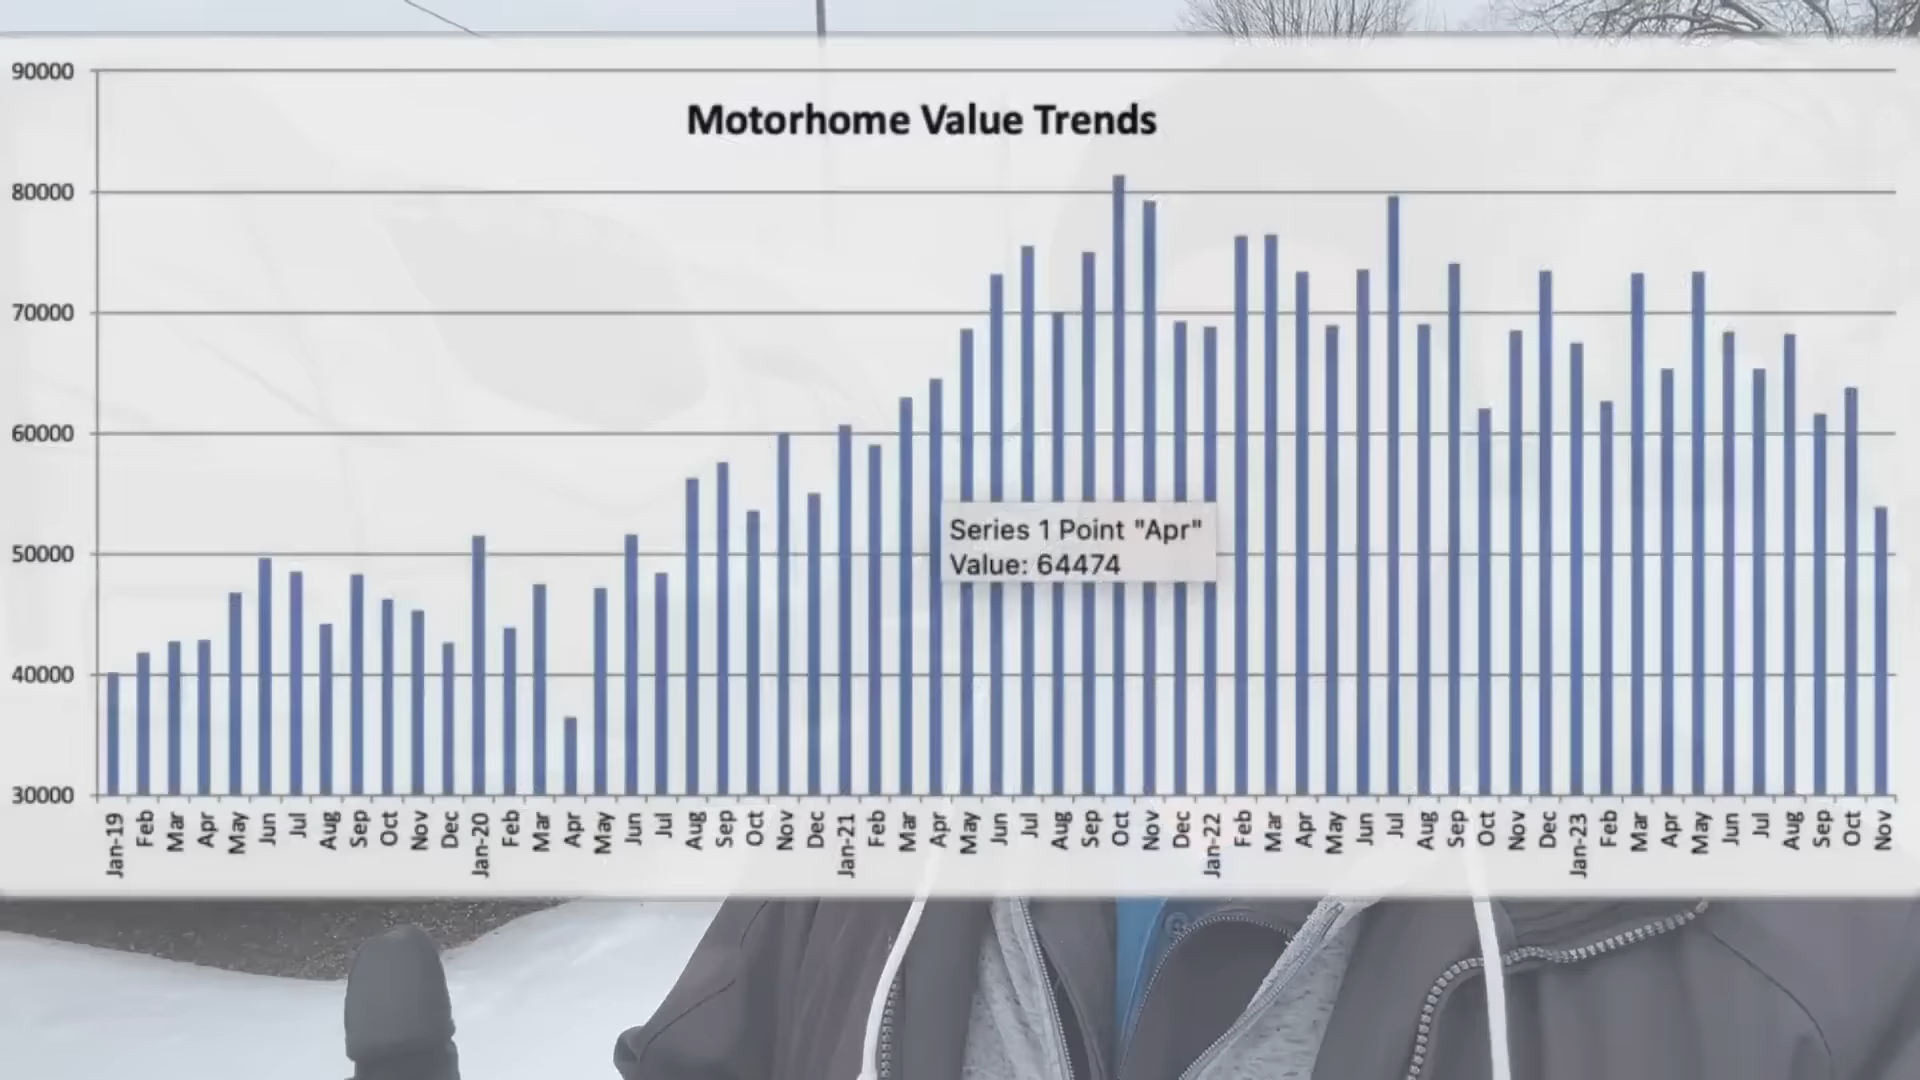 Motorhome Value Trends
90000
80000
70000
60000
50000
40000
30000
Series 1 Point "Apr"
Value: 64474
Jan-19 Feb Mar Apr May Jun Jul Aug Sep Oct Nov Dec Jan-20 Feb Mar Apr May Jun Jul Aug Sep Oct Nov Dec Jan-21 Feb Mar Apr May Jun Jul Aug Sep Oct Nov Dec Jan-22 Feb Mar Apr May Jun Jul Aug Sep Oct Nov Dec Jan-23 Feb Mar Apr May Jun Jul Aug Sep Oct Nov